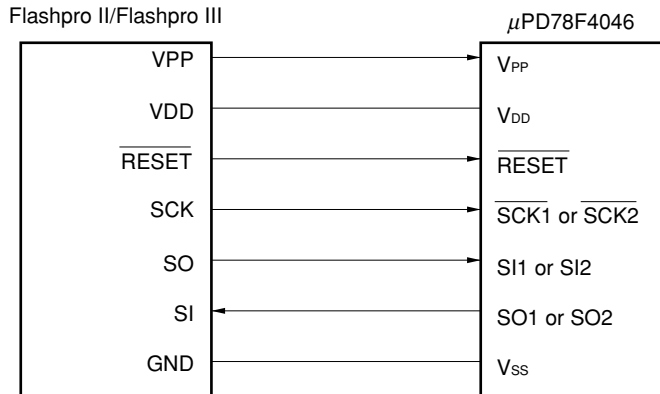 Flashpro II/Flashpro III
μPD78F4046
VPP
VPP
VDD
VDD
RESET
RESET
SCK
SCK1 or SCK2
SO
SI1 or SI2
SI
SO1 or SO2
GND
VSS